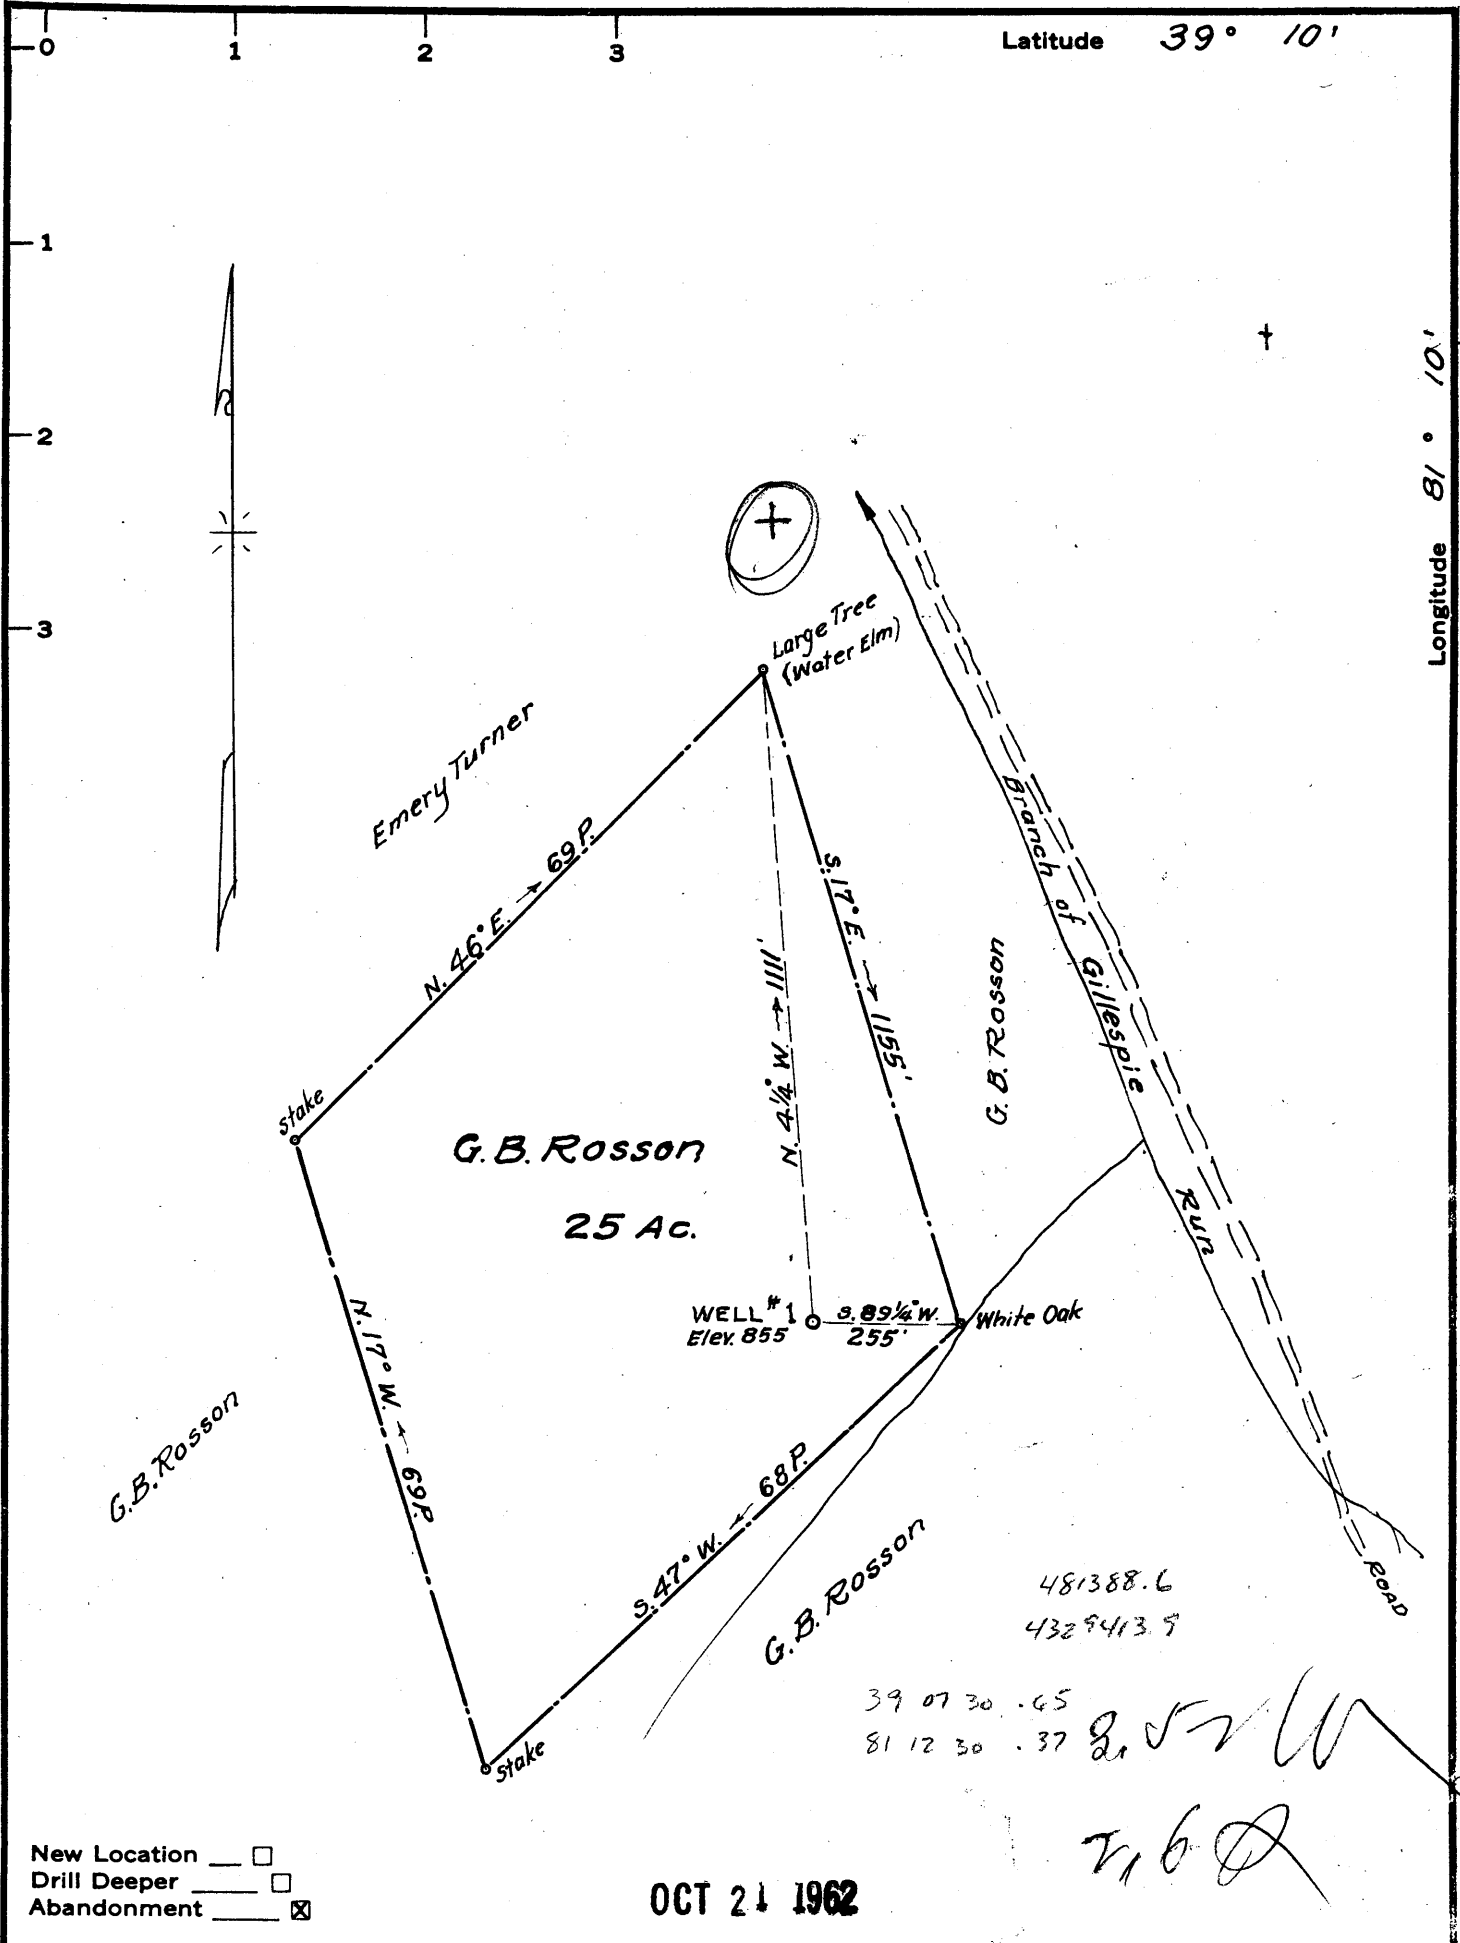 0 1 2 3
Latitude 39° 10'
1
2
3
Longitude 81° 10'
Large Tree
(Water Elm)
Emery Turner
N. 46° E. → 69 P.
S. 17° E. → 1155'
N. 4¼° W. → 1111'
Branch of Gillespie Run
G. B. Rosson
Stake
G.B. Rosson
25 Ac.
WELL #1
Elev. 855
S. 89¼° W.
255'
White Oak
N. 17° W. ← 69 P.
G.B. Rosson
S. 47° W. ← 68 P.
G.B. Rosson
ROAD
481388.6
4329413.9
39 07 30 .65
81 12 30 .37
Stake
New Location
Drill Deeper
Abandonment
OCT 21 1962